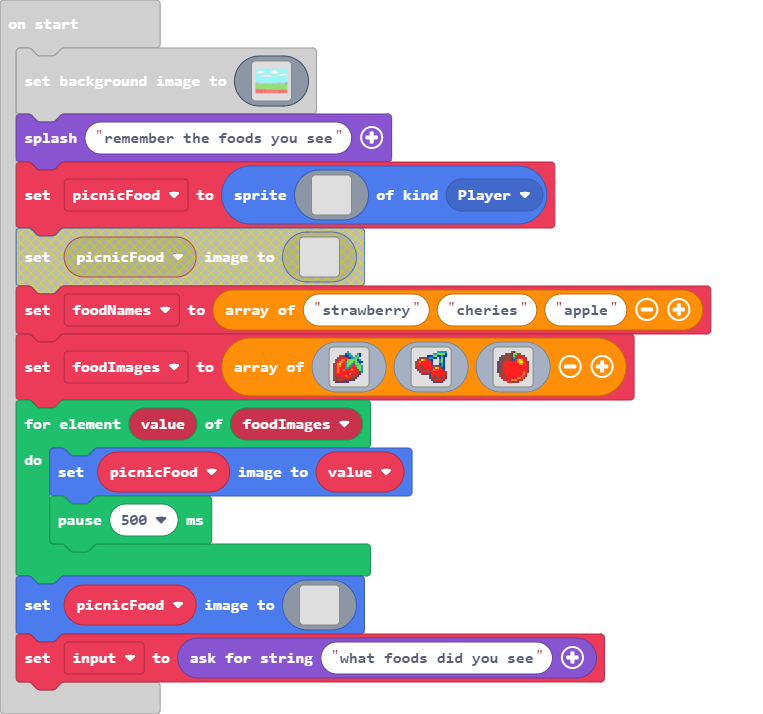 on start
set background image to
splash "remember the foods you see"
set picnicFood to sprite of kind Player
set picnicFood image to
set foodNames to array of "strawberry" "cheries" "apple"
set foodImages to array of
for element value of foodImages
do
set picnicFood image to value
pause 500 ms
set picnicFood image to
set input to ask for string "what foods did you see"